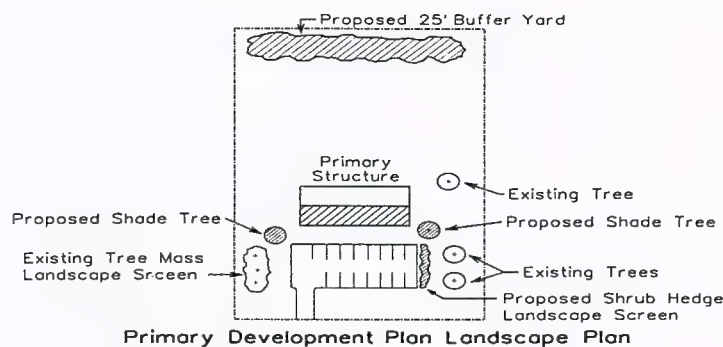 Proposed 25' Buffer Yard
Primary
Structure
Existing Tree
Proposed Shade Tree
Proposed Shade Tree
Existing Tree Mass
Landscape Screen
Existing Trees
Proposed Shrub Hedge
Landscape Screen
Primary Development Plan Landscape Plan